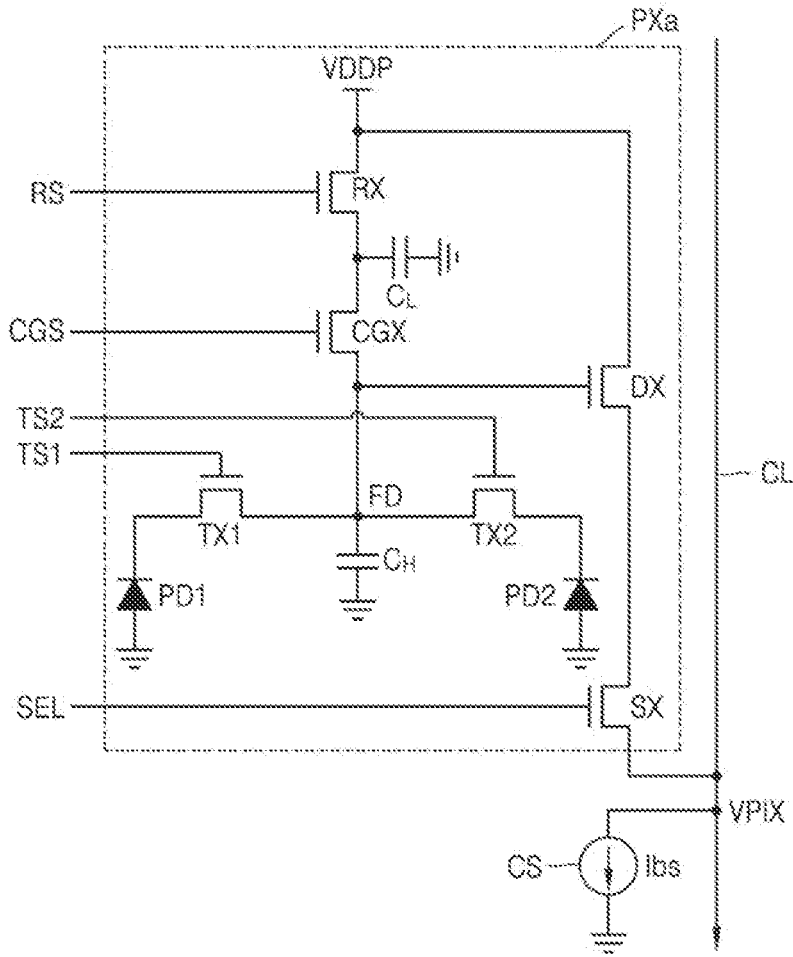 PXa
VDDP
RS
RX
CL
CGS
CGX
DX
TS2
TS1
CL
FD
TX1
TX2
CH
PD1
PD2
SEL
SX
VPIX
CS
Ibs